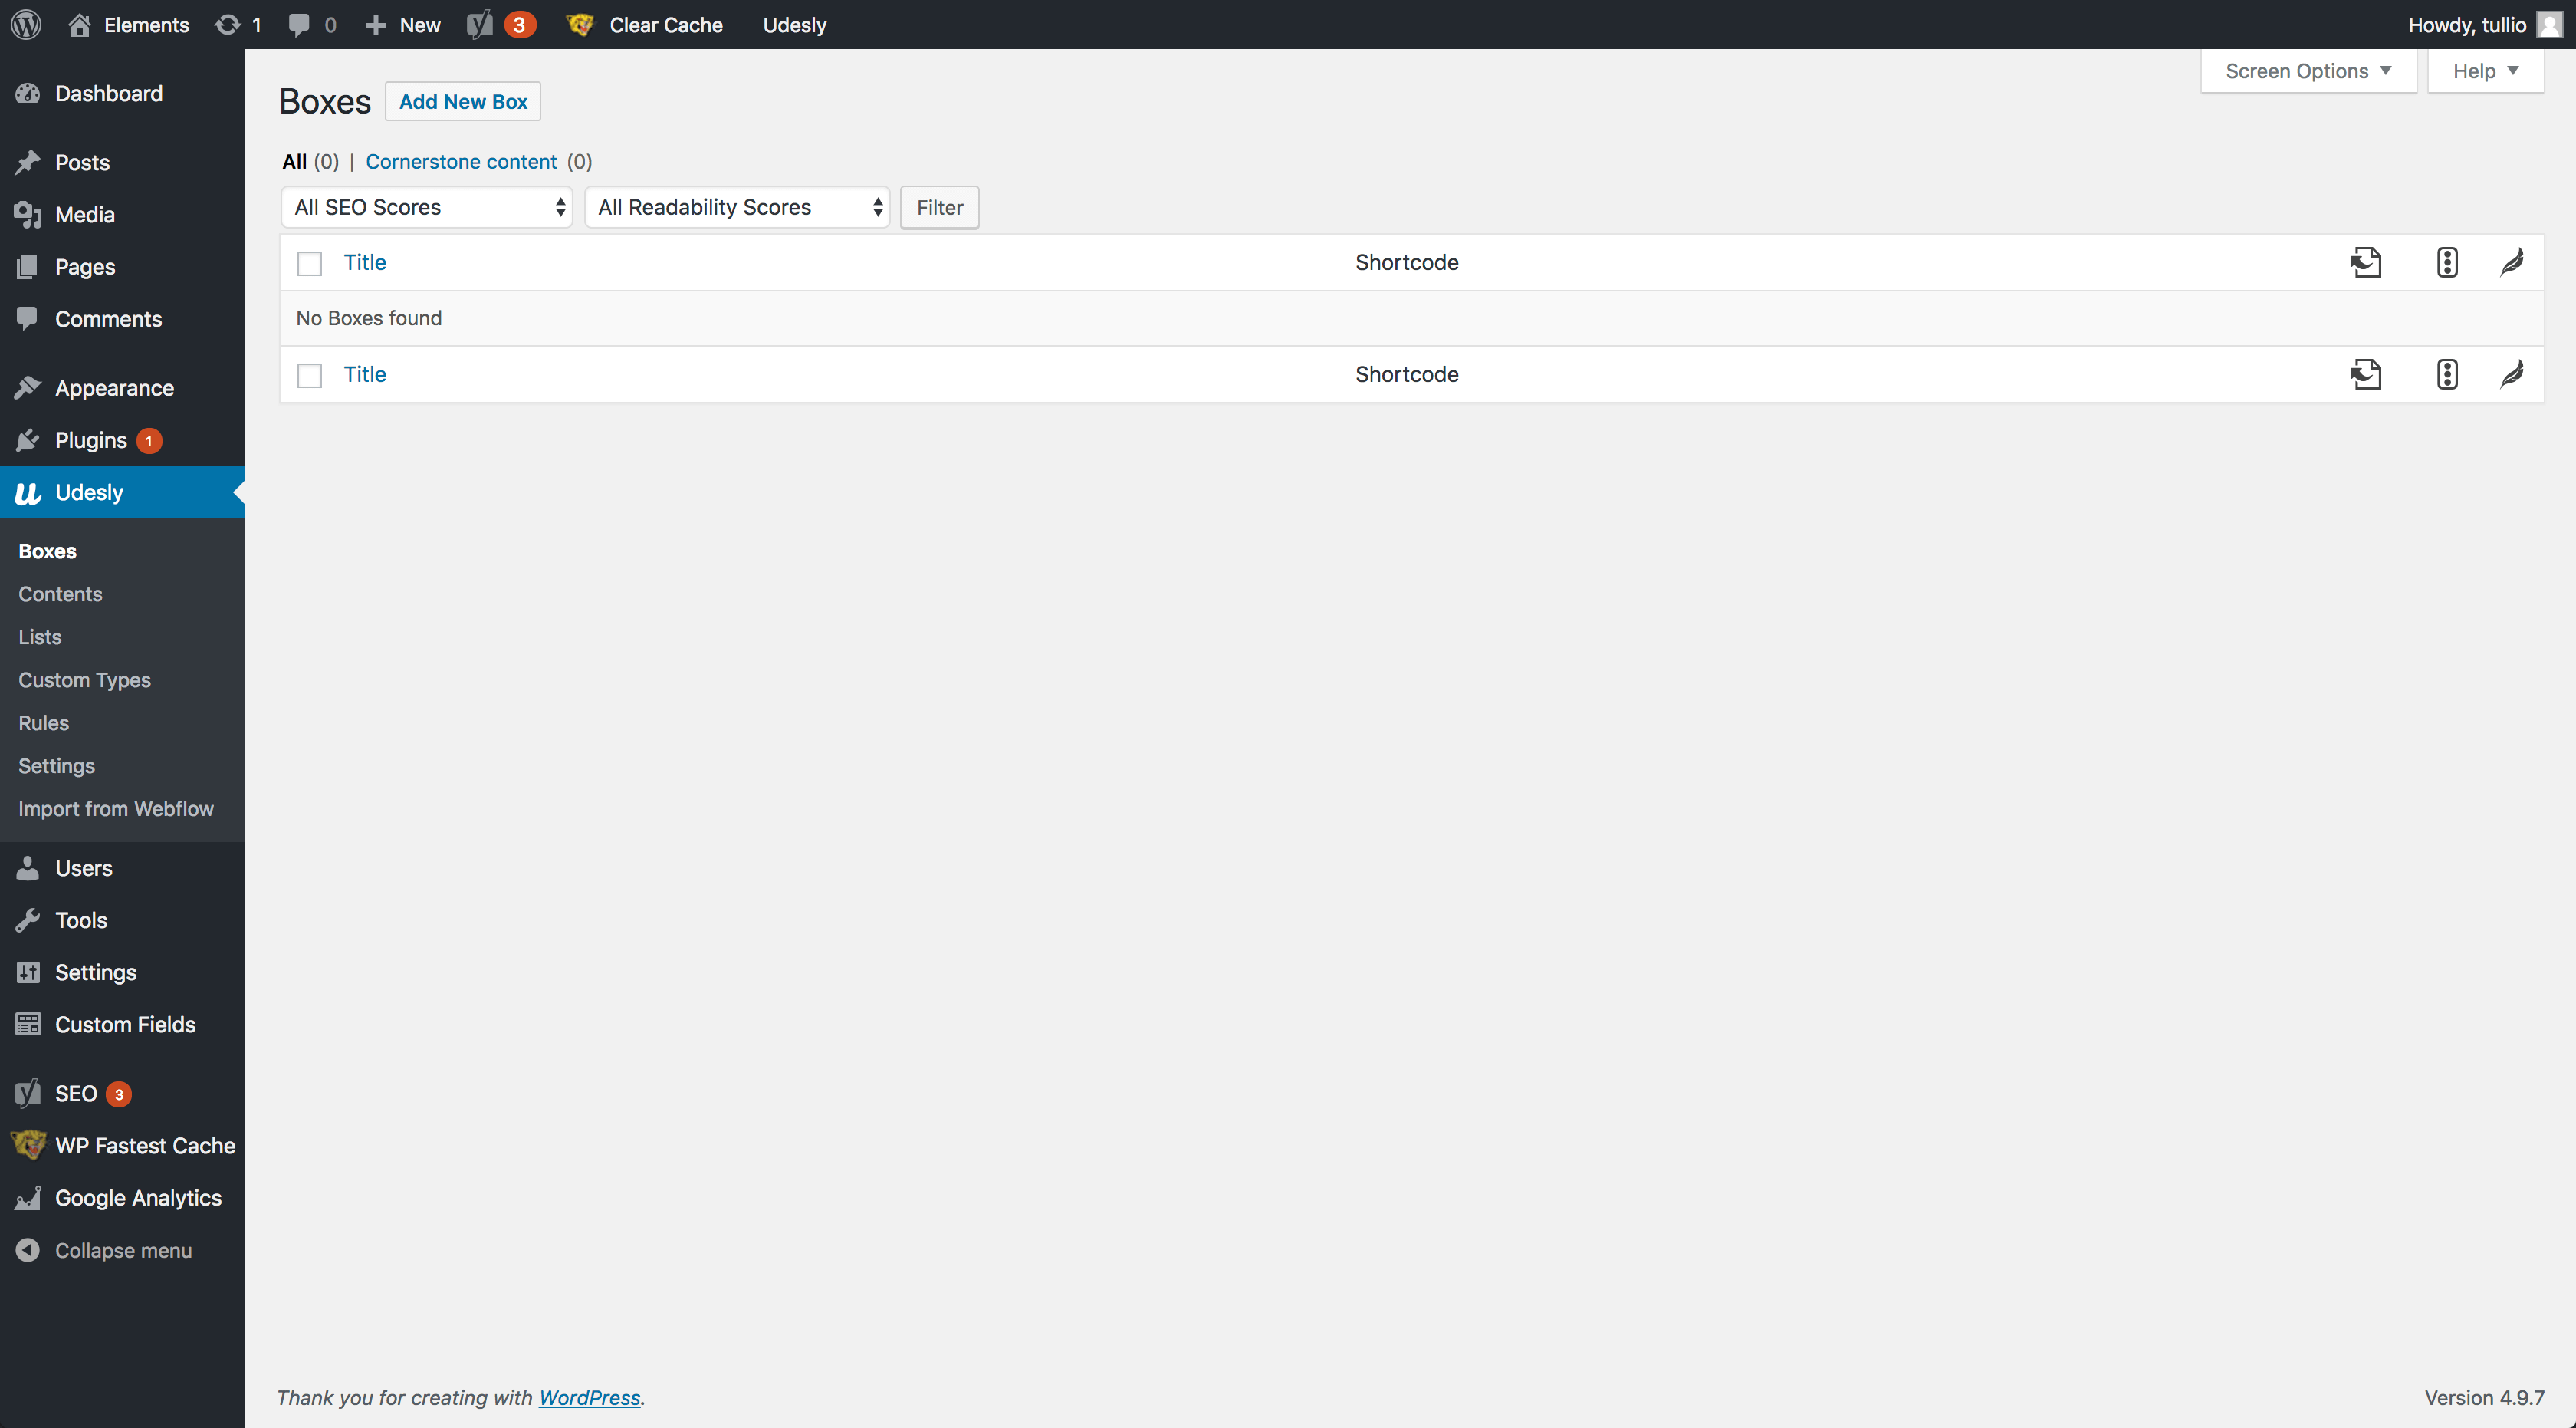 Elements 1 0 New 3 Clear Cache Udesly Howdy, tullio
Dashboard
Posts
Media
Pages
Comments
Appearance
Plugins 1
Udesly
Boxes
Contents
Lists
Custom Types
Rules
Settings
Import from Webflow
Users
Tools
Settings
Custom Fields
SEO 3
WP Fastest Cache
Google Analytics
Collapse menu
Screen Options Help
Boxes Add New Box
All (0) | Cornerstone content (0)
All SEO Scores All Readability Scores Filter
Title Shortcode
No Boxes found
Title Shortcode
Thank you for creating with WordPress. Version 4.9.7